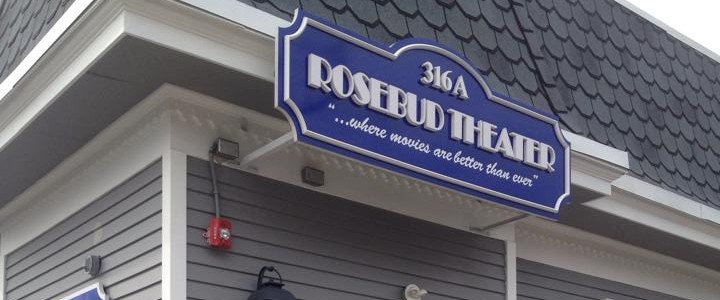 316A
ROSEBUD THEATER
"...where movies are better than ever"